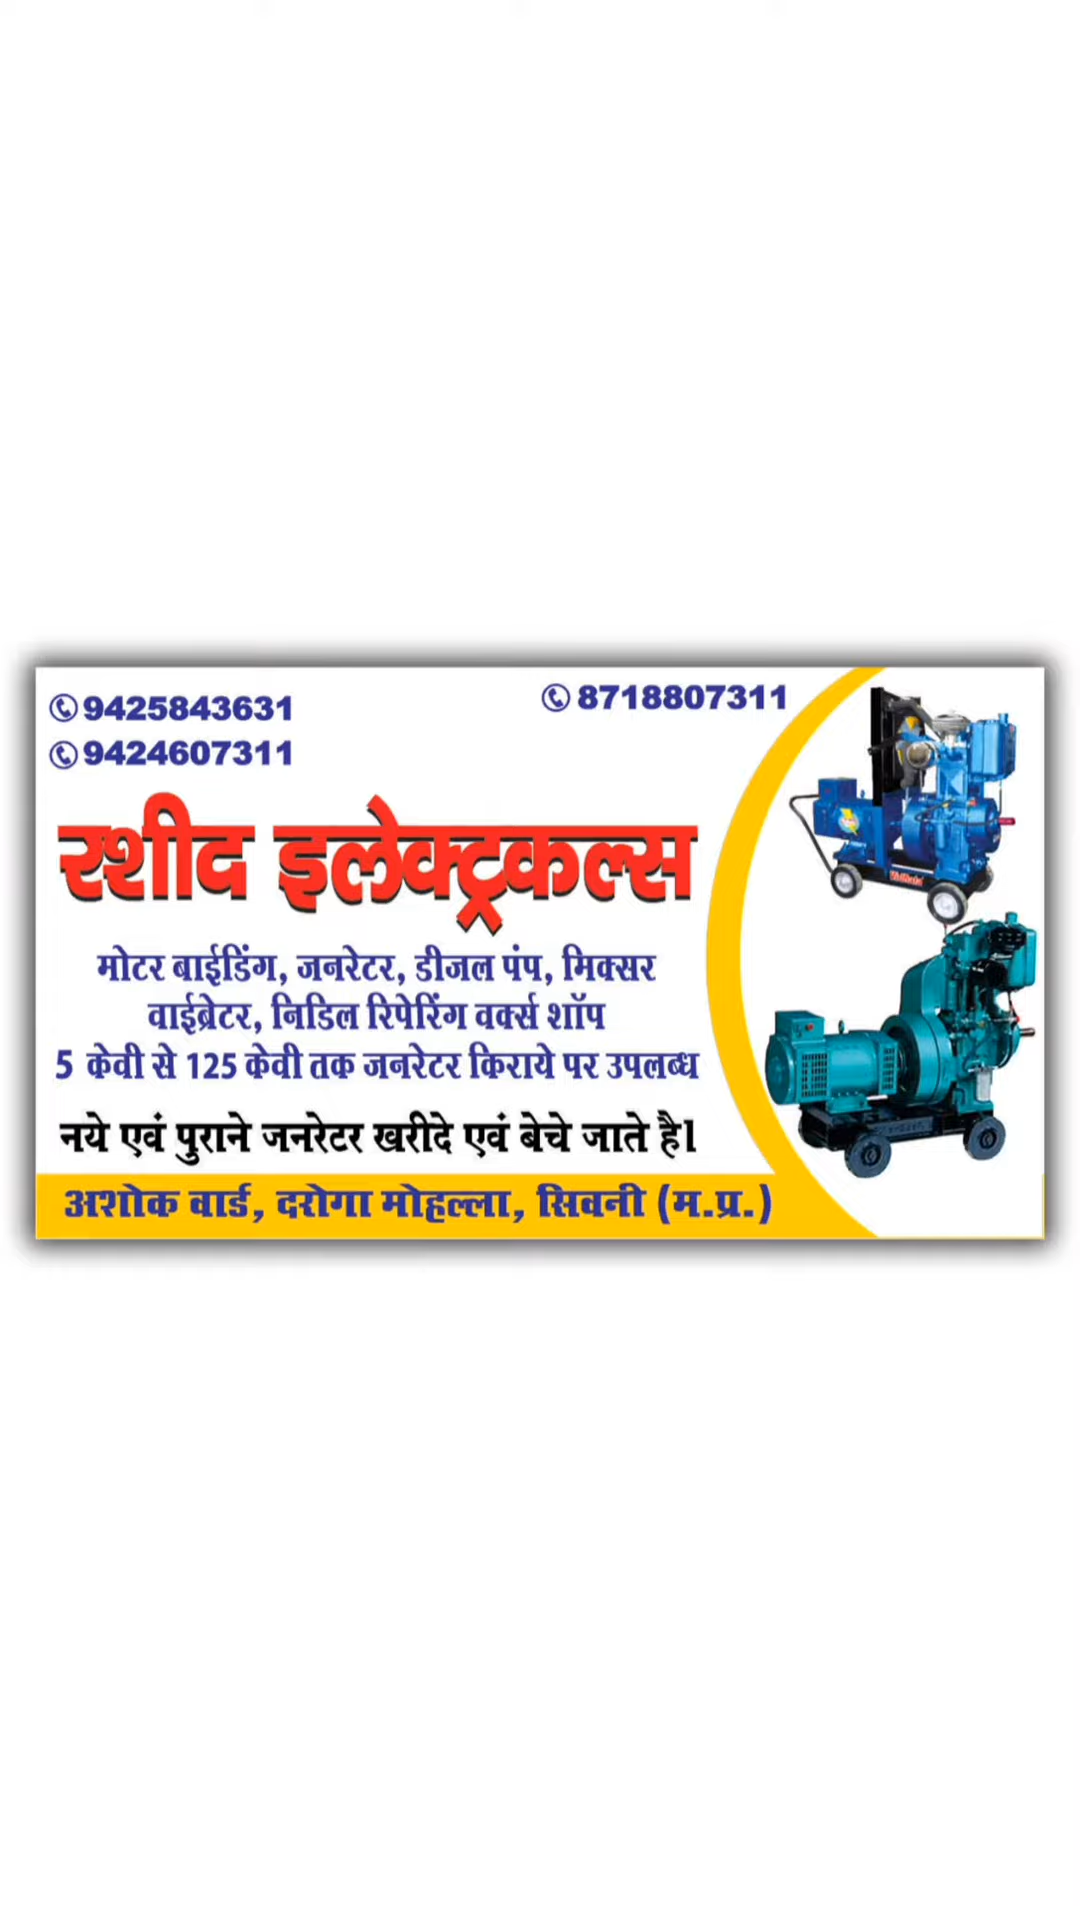 9425843631
8718807311
9424607311
रशीद इलेक्ट्रकल्स
मोटर बाईडिंग, जनरेटर, डीजल पंप, मिक्सर
वाईब्रेटर, निडिल रिपेरिंग वर्क्स शॉप
5 केवी से 125 केवी तक जनरेटर किराये पर उपलब्ध
नये एवं पुराने जनरेटर खरीदे एवं बेचे जाते है।
अशोक वार्ड, दरोगा मोहल्ला, सिवनी (म.प्र.)